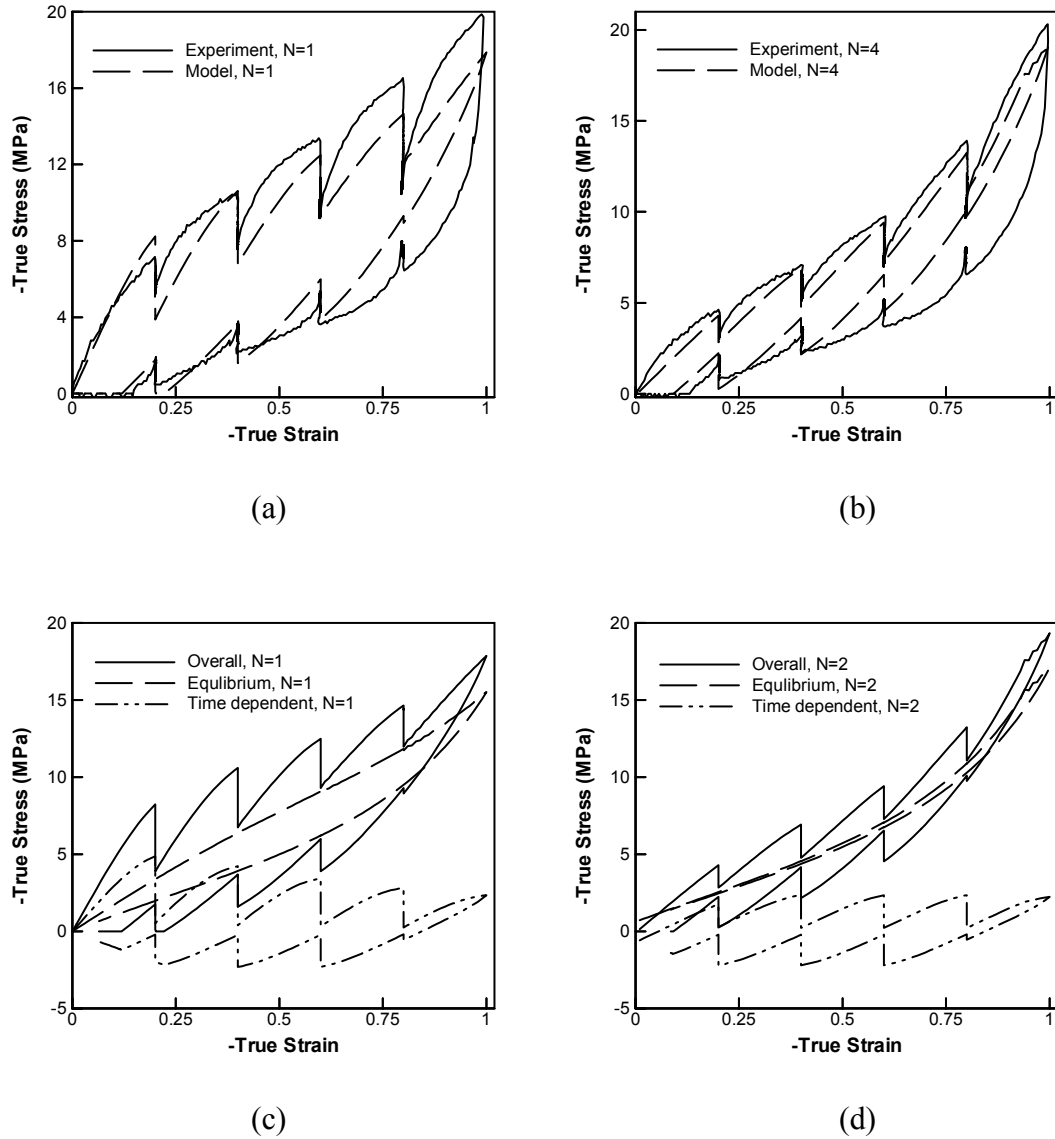 20
16
12
8
4
0
0 0.25 0.5 0.75 1
-True Stress (MPa)
-True Strain
Experiment, N=1
Model, N=1
(a)
20
15
10
5
0
0 0.25 0.5 0.75 1
-True Stress (MPa)
-True Strain
Experiment, N=4
Model, N=4
(b)
20
15
10
5
0
-5
0 0.25 0.5 0.75 1
-True Stress (MPa)
-True Strain
Overall, N=1
Equlibrium, N=1
Time dependent, N=1
(c)
20
15
10
5
0
-5
0 0.25 0.5 0.75 1
-True Stress (MPa)
-True Strain
Overall, N=2
Equlibrium, N=2
Time dependent, N=2
(d)